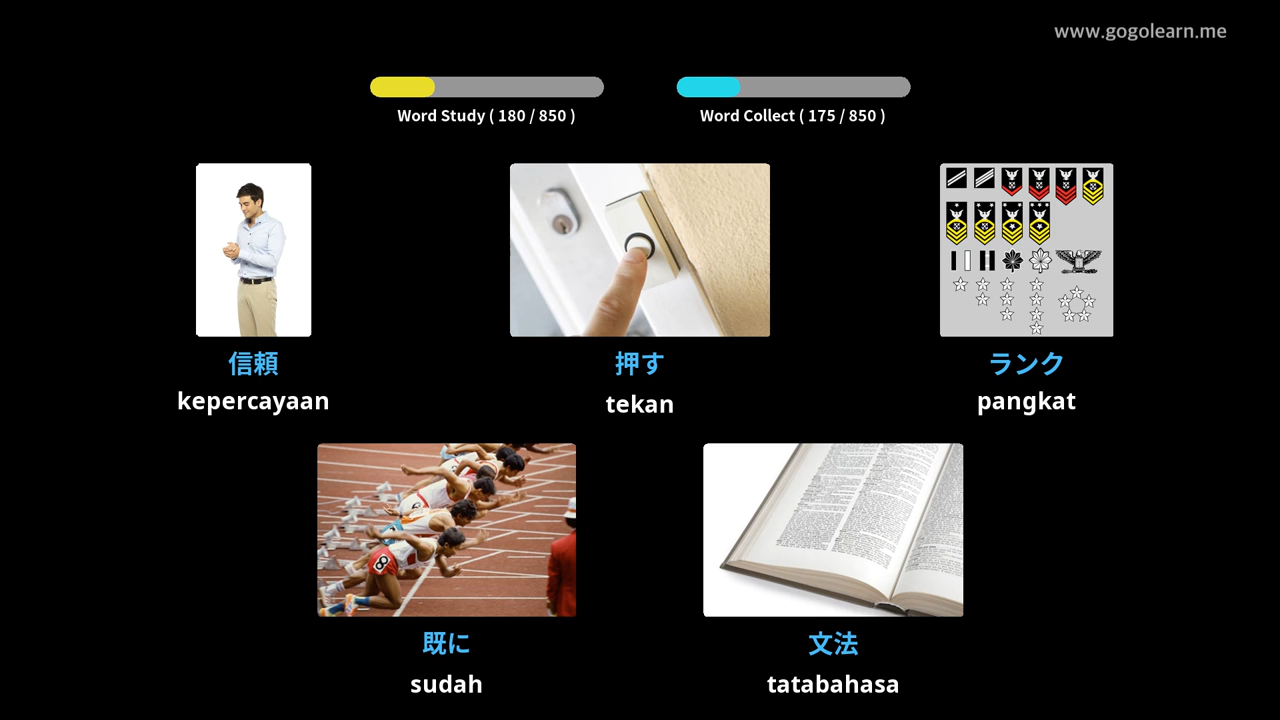 www.gogolearn.me
Word Study ( 180 / 850 )
Word Collect ( 175 / 850 )
信頼
kepercayaan
押す
tekan
ランク
pangkat
既に
sudah
文法
tatabahasa